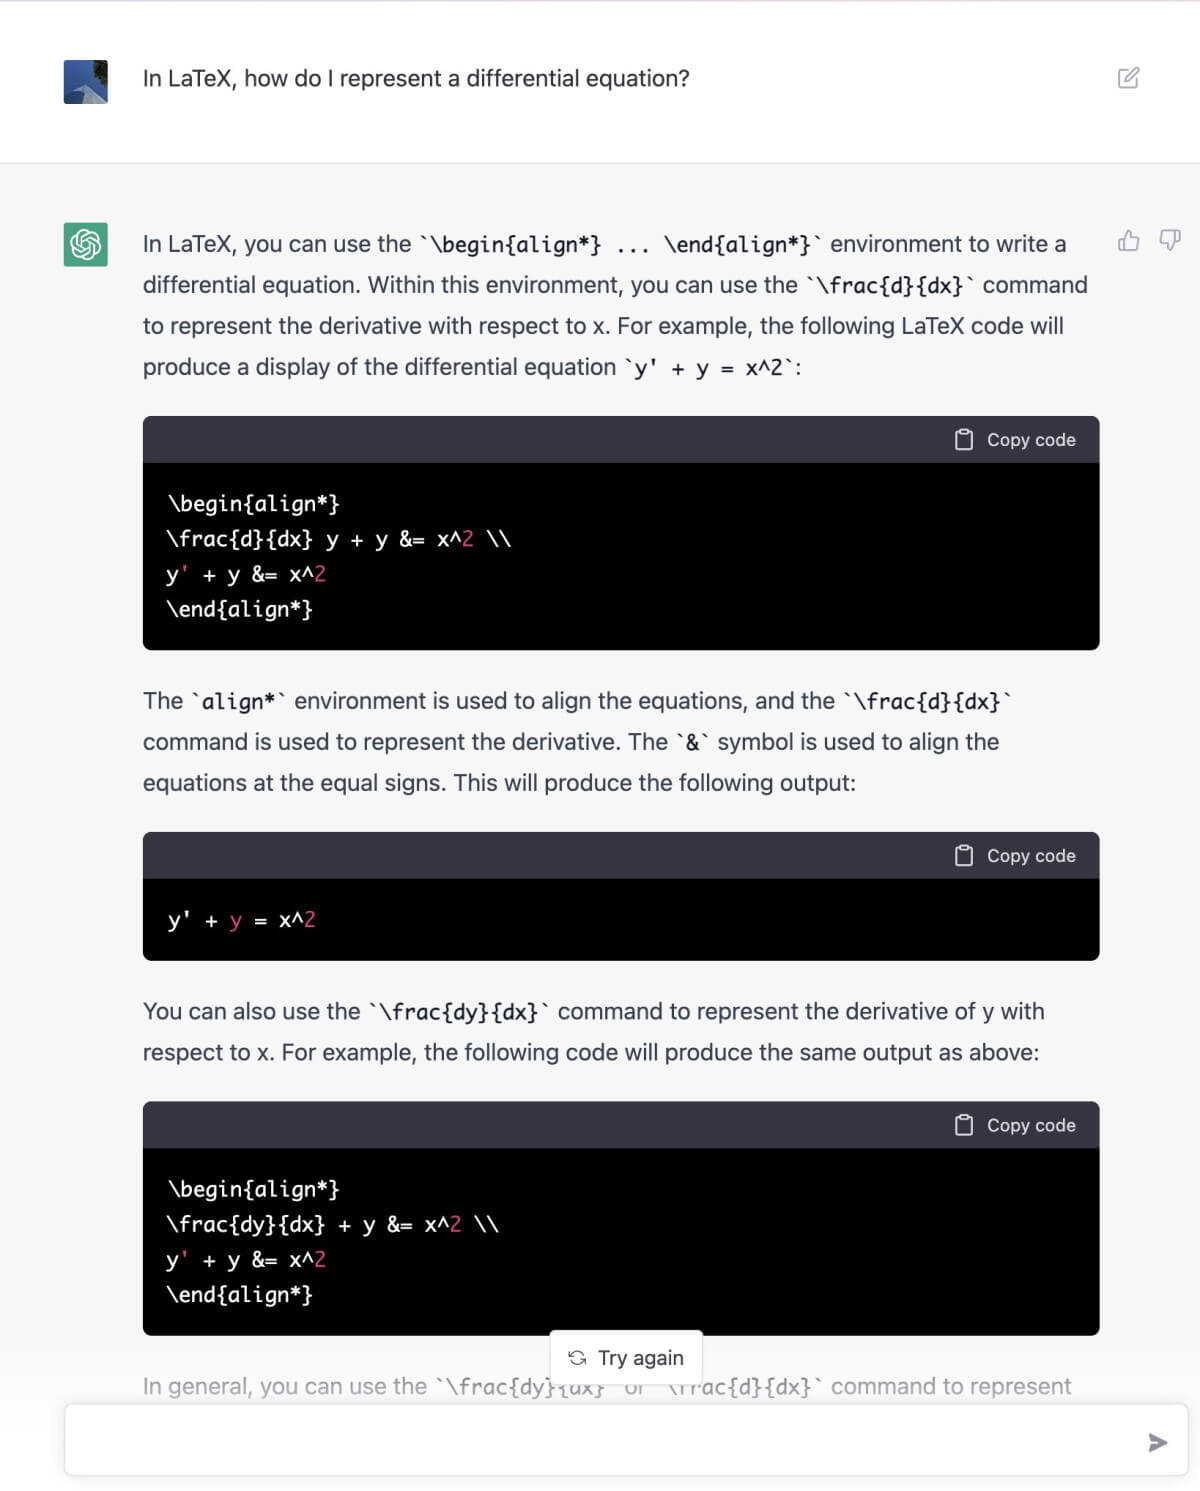 In LaTeX, how do I represent a differential equation?
In LaTeX, you can use the `\begin{align*} ... \end{align*}` environment to write a
differential equation. Within this environment, you can use the `\frac{d}{dx}` command
to represent the derivative with respect to x. For example, the following LaTeX code will
produce a display of the differential equation `y' + y = x^2`:
Copy code
\begin{align*}
\frac{d}{dx} y + y &= x^2 \\
y' + y &= x^2
\end{align*}
The `align*` environment is used to align the equations, and the `\frac{d}{dx}`
command is used to represent the derivative. The `&` symbol is used to align the
equations at the equal signs. This will produce the following output:
Copy code
y' + y = x^2
You can also use the `\frac{dy}{dx}` command to represent the derivative of y with
respect to x. For example, the following code will produce the same output as above:
Copy code
\begin{align*}
\frac{dy}{dx} + y &= x^2 \\
y' + y &= x^2
\end{align*}
Try again
In general, you can use the `\frac{dy}{dx} or \frac{d}{dx}` command to represent